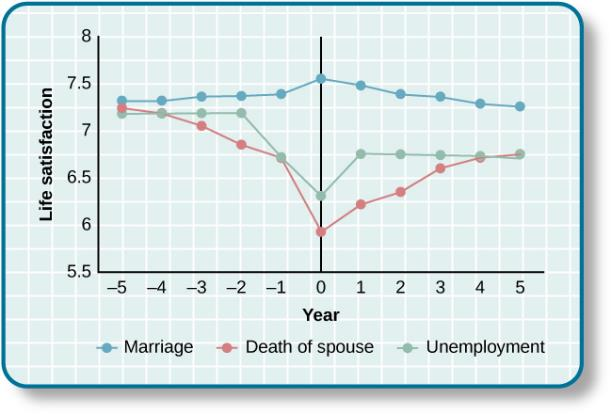 8
7.5
7
6.5
6
5.5
Life satisfaction
–5 –4 –3 –2 –1 0 1 2 3 4 5
Year
Marriage Death of spouse Unemployment